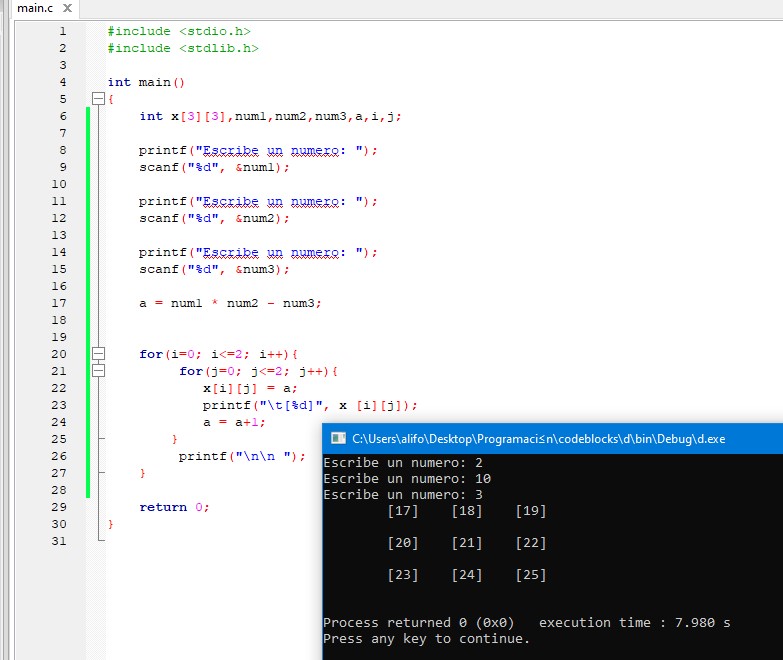 main.c X
1 #include <stdio.h>
2 #include <stdlib.h>
3
4 int main()
5 {
6 int x[3][3],num1,num2,num3,a,i,j;
7
8 printf("Escribe un numero: ");
9 scanf("%d", &num1);
10
11 printf("Escribe un numero: ");
12 scanf("%d", &num2);
13
14 printf("Escribe un numero: ");
15 scanf("%d", &num3);
16
17 a = num1 * num2 - num3;
18
19
20 for(i=0; i<=2; i++){
21 for(j=0; j<=2; j++){
22 x[i][j] = a;
23 printf("\t[%d]", x [i][j]);
24 a = a+1;
25 }
26 printf("\n\n ");
27 }
28
29 return 0;
30 }
31
C:\Users\alifo\Desktop\Programaci≤n\codeblocks\d\bin\Debug\d.exe
Escribe un numero: 2
Escribe un numero: 10
Escribe un numero: 3
[17] [18] [19]
[20] [21] [22]
[23] [24] [25]
Process returned 0 (0x0) execution time : 7.980 s
Press any key to continue.